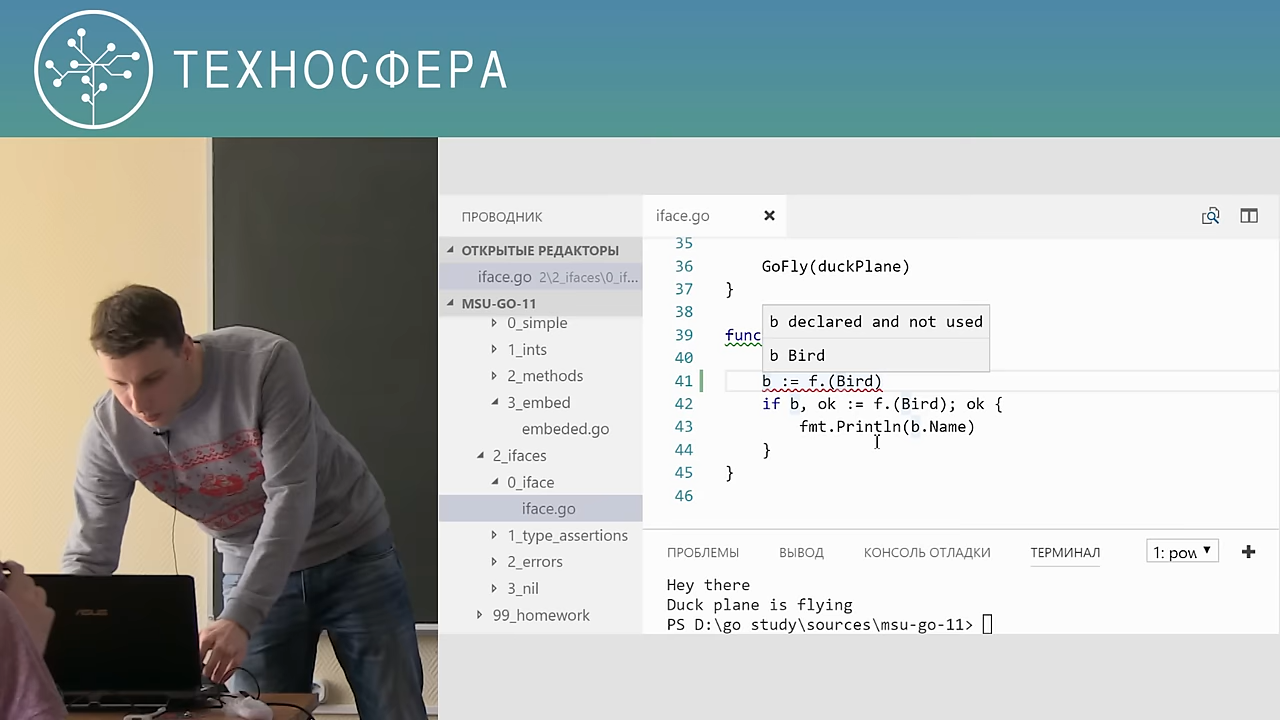 ТЕХНОСФЕРА
ПРОВОДНИК
ОТКРЫТЫЕ РЕДАКТОРЫ
iface.go 2\2_ifaces\0_if...
MSU-GO-11
0_simple
1_ints
2_methods
3_embed
embeded.go
2_ifaces
0_iface
iface.go
1_type_assertions
2_errors
3_nil
99_homework
iface.go
35
36 GoFly(duckPlane)
37 }
38
b declared and not used
39 func
b Bird
40
41 b := f.(Bird)
42 if b, ok := f.(Bird); ok {
43 fmt.Println(b.Name)
44 }
45 }
46
ПРОБЛЕМЫ ВЫВОД КОНСОЛЬ ОТЛАДКИ ТЕРМИНАЛ 1: pow
Hey there
Duck plane is flying
PS D:\go study\sources\msu-go-11>
ASUS